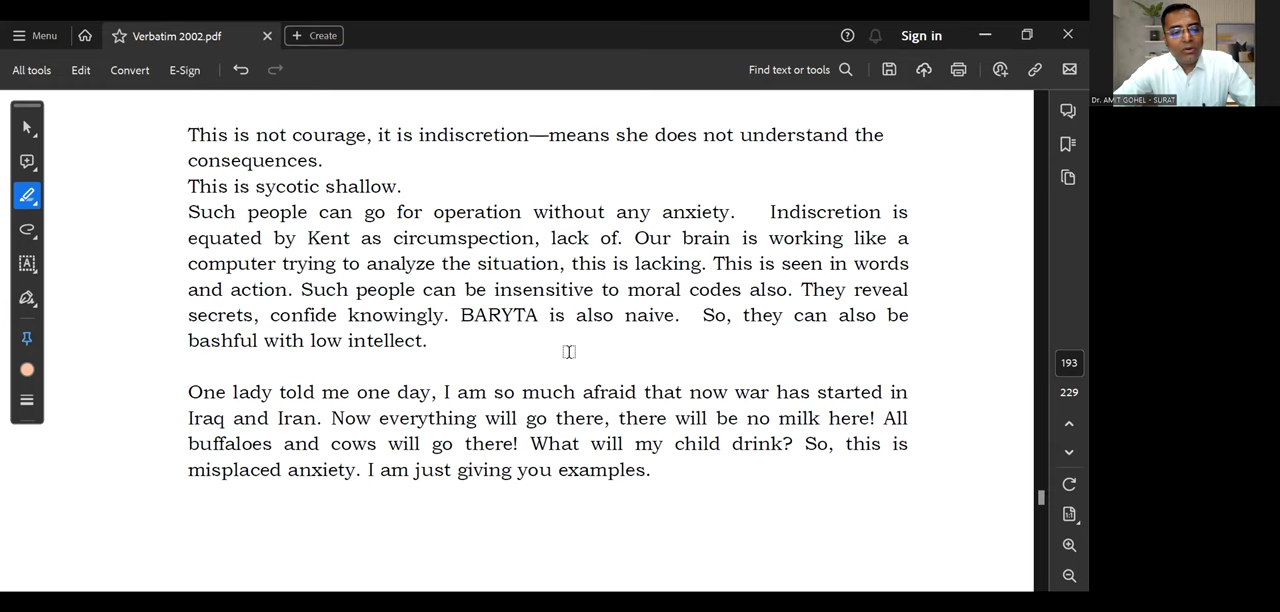 Menu
Verbatim 2002.pdf
Create
Sign in
All tools
Edit
Convert
E-Sign
Find text or tools
Dr. AMIT GOHEL - SURAT
This is not courage, it is indiscretion—means she does not understand the
consequences.
This is sycotic shallow.
Such people can go for operation without any anxiety. Indiscretion is
equated by Kent as circumspection, lack of. Our brain is working like a
computer trying to analyze the situation, this is lacking. This is seen in words
and action. Such people can be insensitive to moral codes also. They reveal
secrets, confide knowingly. BARYTA is also naive. So, they can also be
bashful with low intellect.
One lady told me one day, I am so much afraid that now war has started in
Iraq and Iran. Now everything will go there, there will be no milk here! All
buffaloes and cows will go there! What will my child drink? So, this is
misplaced anxiety. I am just giving you examples.
193
229